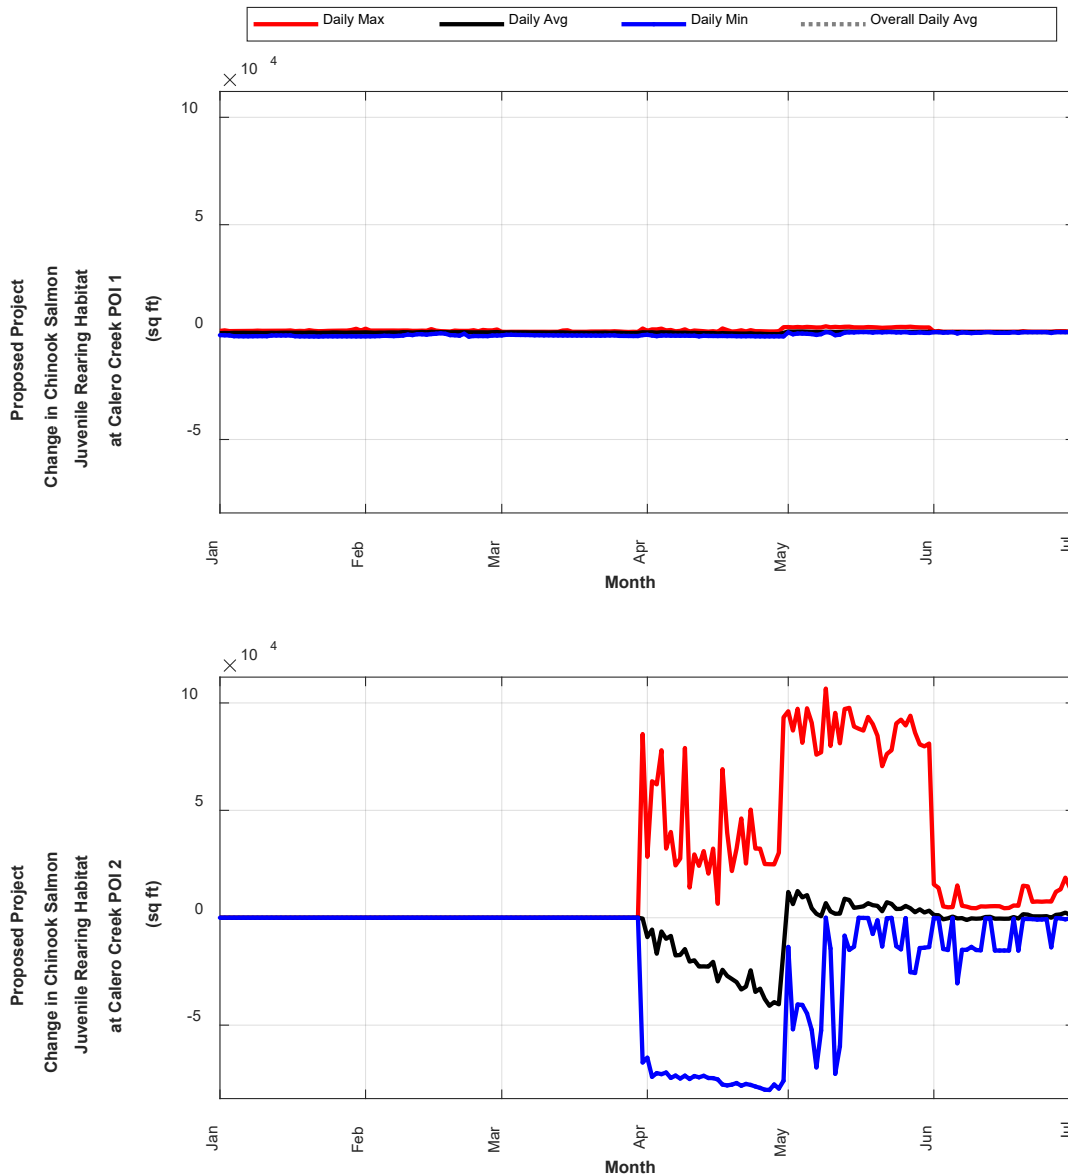 Daily Max Daily Avg Daily Min Overall Daily Avg
× 10 4
10
5
0
-5
Proposed Project
Change in Chinook Salmon
Juvenile Rearing Habitat
at Calero Creek POI 1
(sq ft)
Jan Feb Mar Apr May Jun Jul
Month
× 10 4
10
5
0
-5
Proposed Project
Change in Chinook Salmon
Juvenile Rearing Habitat
at Calero Creek POI 2
(sq ft)
Jan Feb Mar Apr May Jun Jul
Month